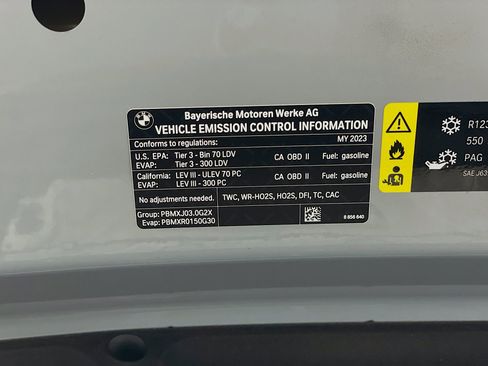 BMW
Bayerische Motoren Werke AG
VEHICLE EMISSION CONTROL INFORMATION
Conforms to regulations: MY 2023
U.S. EPA: Tier 3 - Bin 70 LDV CA OBD II Fuel: gasoline
EVAP: Tier 3 - 300 LDV
California: LEV III - ULEV 70 PC CA OBD II Fuel: gasoline
EVAP: LEV III - 300 PC
No adjustments needed. TWC, WR-HO2S, HO2S, DFI, TC, CAC
Group: PBMXJ03.0G2X
Evap: PBMXR0150G30
8 856 840
R123
550
PAG
SAE J63